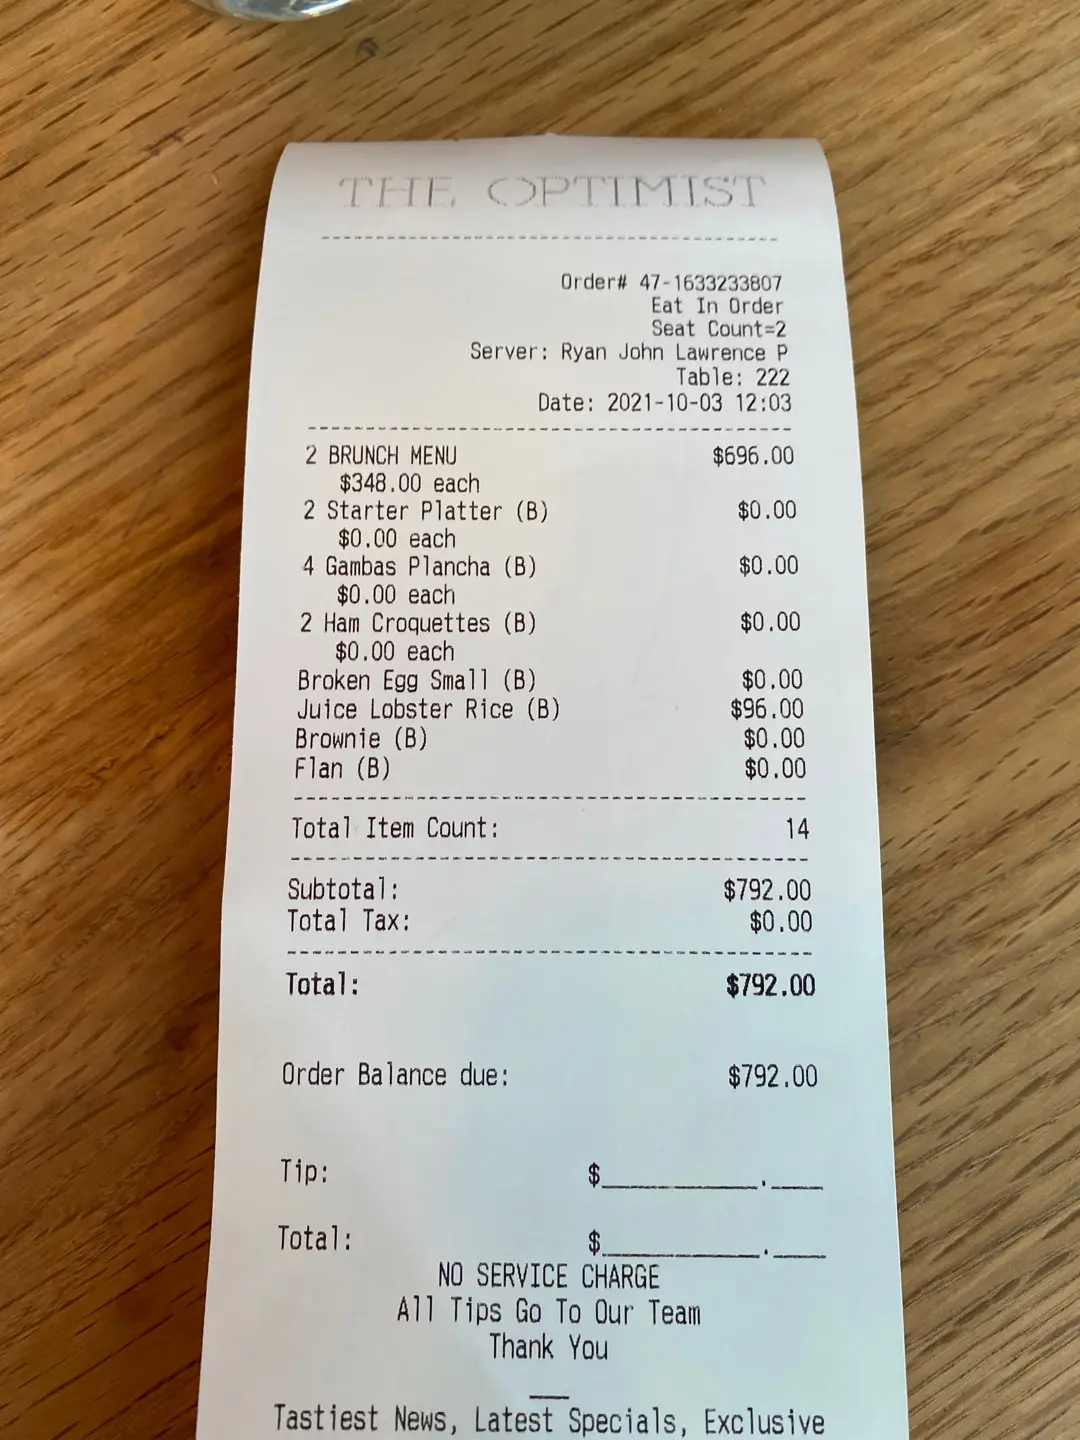 THE OPTIMIST
Order# 47-1633233807
Eat In Order
Seat Count=2
Server: Ryan John Lawrence P
Table: 222
Date: 2021-10-03 12:03
2 BRUNCH MENU $696.00
$348.00 each
2 Starter Platter (B) $0.00
$0.00 each
4 Gambas Plancha (B) $0.00
$0.00 each
2 Ham Croquettes (B) $0.00
$0.00 each
Broken Egg Small (B) $0.00
Juice Lobster Rice (B) $96.00
Brownie (B) $0.00
Flan (B) $0.00
Total Item Count: 14
Subtotal: $792.00
Total Tax: $0.00
Total: $792.00
Order Balance due: $792.00
Tip: $__________.____
Total: $__________.____
NO SERVICE CHARGE
All Tips Go To Our Team
Thank You
Tastiest News, Latest Specials, Exclusive